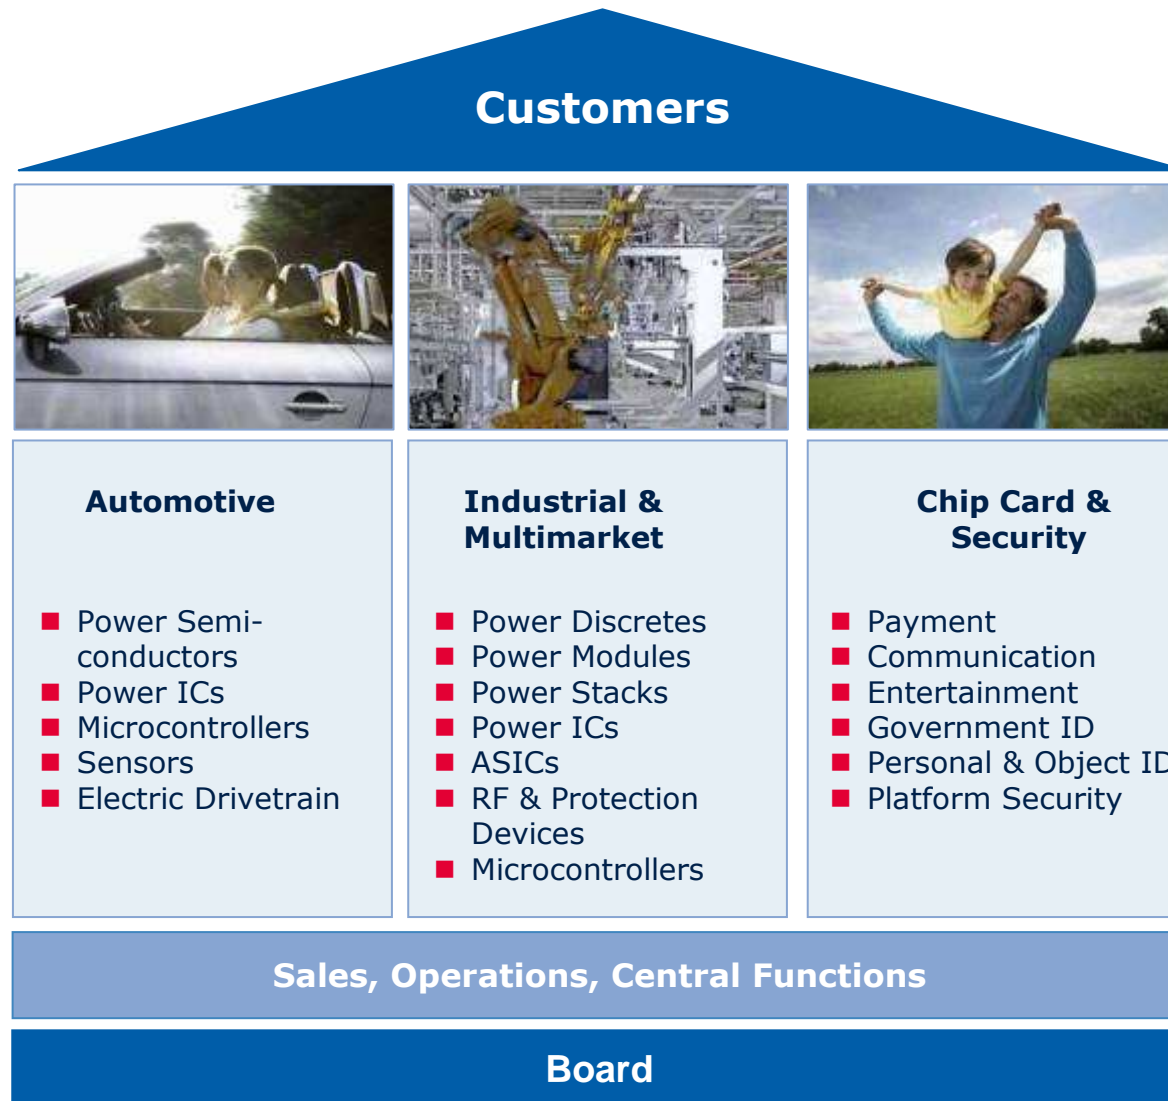 Customers
Automotive
Power Semi-
conductors
Power ICs
Microcontrollers
Sensors
Electric Drivetrain
Industrial &
Multimarket
Power Discretes
Power Modules
Power Stacks
Power ICs
ASICs
RF & Protection
Devices
Microcontrollers
Chip Card &
Security
Payment
Communication
Entertainment
Government ID
Personal & Object ID
Platform Security
Sales, Operations, Central Functions
Board